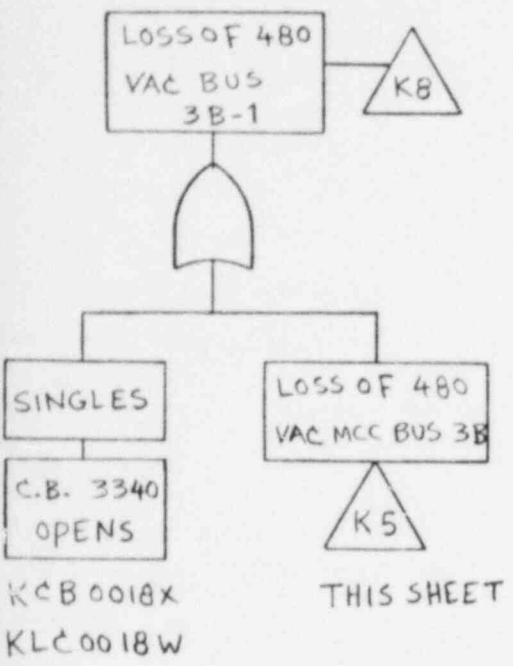 LOSS OF 480
VAC BUS
3B-1
K8
SINGLES
C.B. 3340
OPENS
KCB0018X
KLC0018W
LOSS OF 480
VAC MCC BUS 3B
K5
THIS SHEET